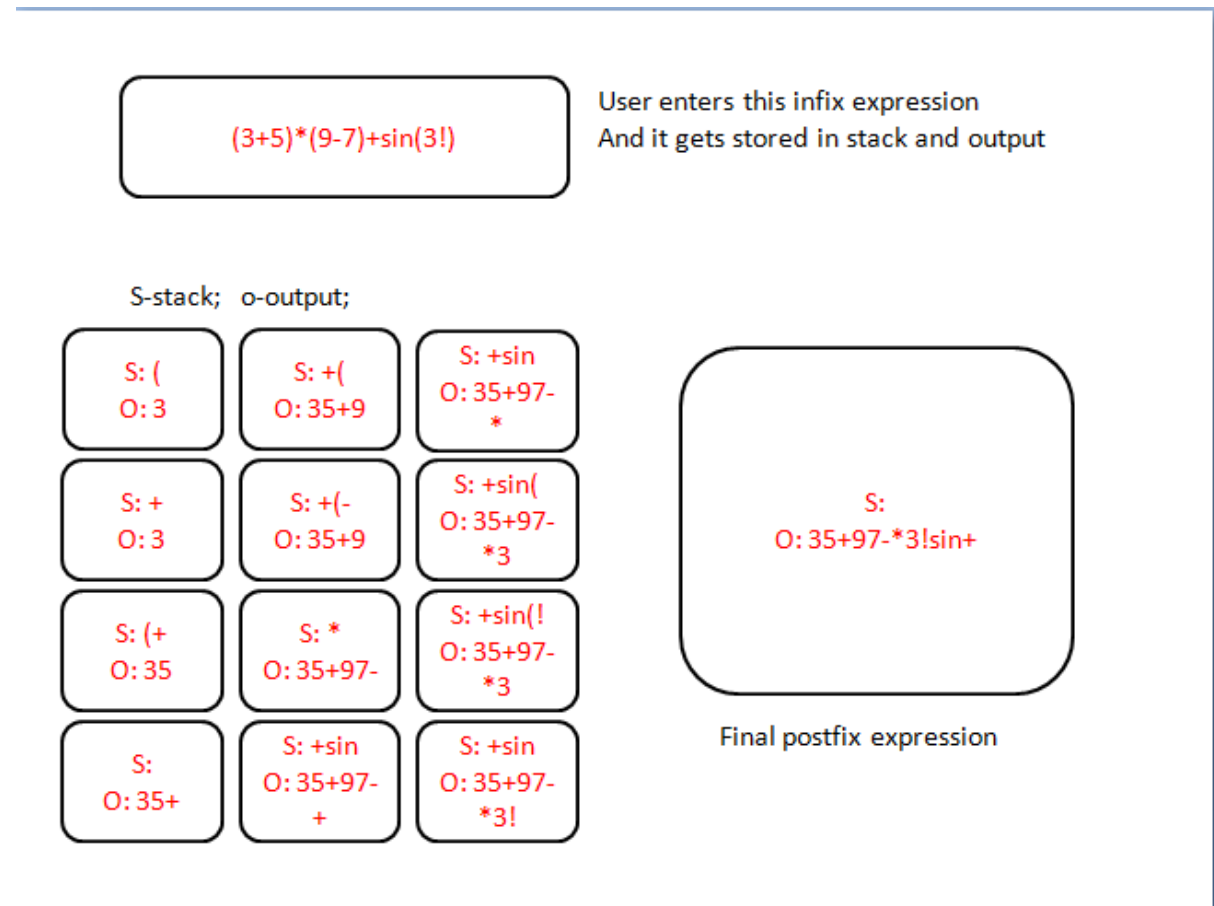 (3+5)*(9-7)+sin(3!)
User enters this infix expression
And it gets stored in stack and output
S-stack; o-output;
S: (
O: 3
S: +
O: 3
S: (+
O: 35
S:
O: 35+
S: +(
O: 35+9
S: +(-
O: 35+9
S: *
O: 35+97-
S: +sin
O: 35+97-
+
S: +sin
O: 35+97-
*
S: +sin(
O: 35+97-
*3
S: +sin(!
O: 35+97-
*3
S: +sin
O: 35+97-
*3!
S:
O: 35+97-*3!sin+
Final postfix expression